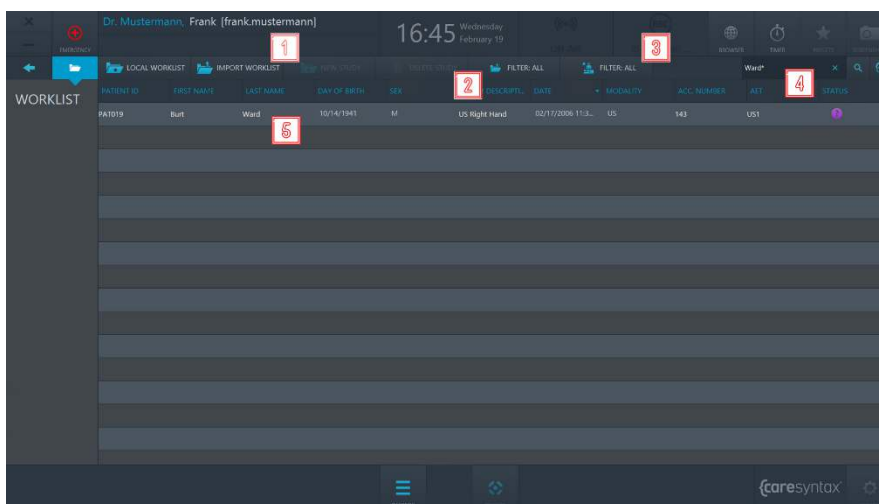 Dr. Mustermann, Frank [frank.mustermann]
16:45 Wednesday
February 19
EMERGENCY
BROWSER TIMER
1
3
LOCAL WORKLIST IMPORT WORKLIST NEW STUDY DELETE STUDY FILTER: ALL FILTER: ALL Ward*
2
4
WORKLIST
PATIENT ID FIRST NAME LAST NAME DAY OF BIRTH SEX DESCRIPTI... DATE MODALITY ACC. NUMBER AET STATUS
PAT019 Burt Ward 10/14/1941 M US Right Hand 02/17/2006 11:3... US 143 US1 ?
5
{caresyntax